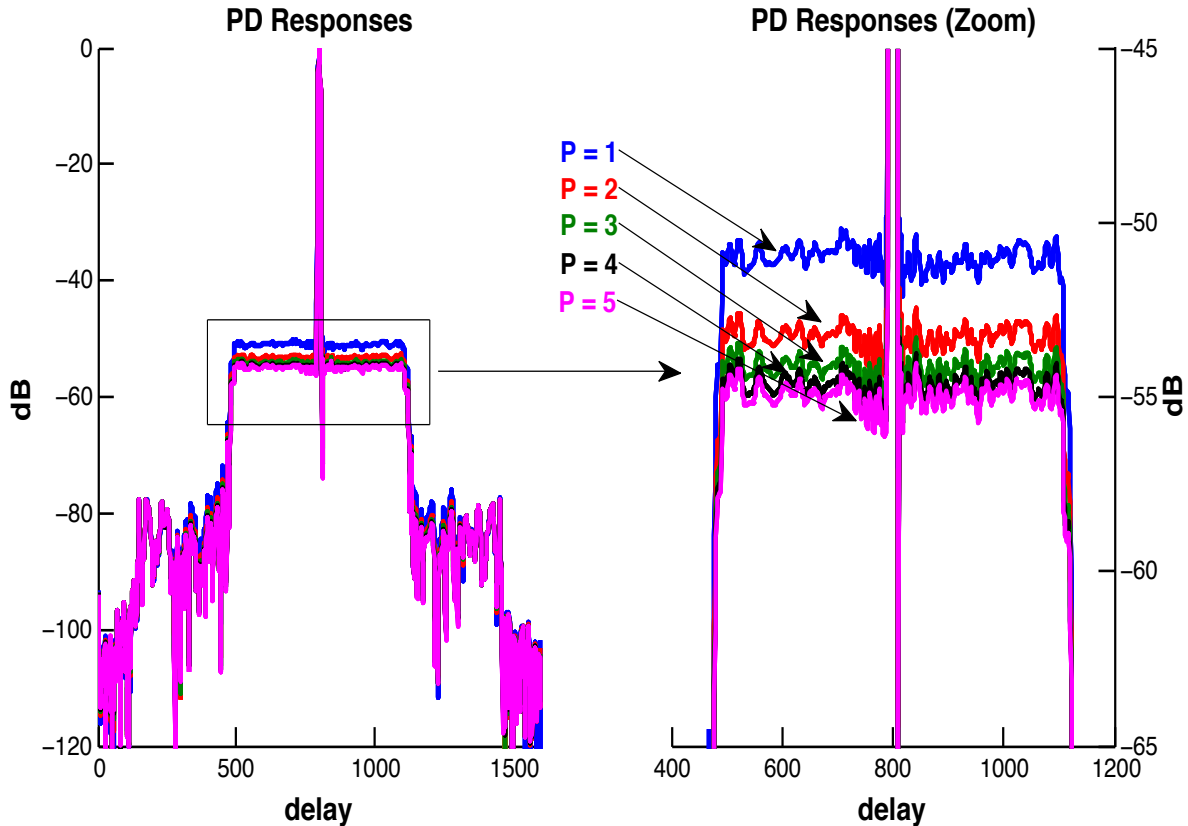 PD Responses
0
−20
−40
−60
−80
−100
−120
dB
0
500
1000
1500
delay
PD Responses (Zoom)
P = 1
P = 2
P = 3
P = 4
P = 5
−45
−50
−55
−60
−65
dB
400
600
800
1000
1200
delay